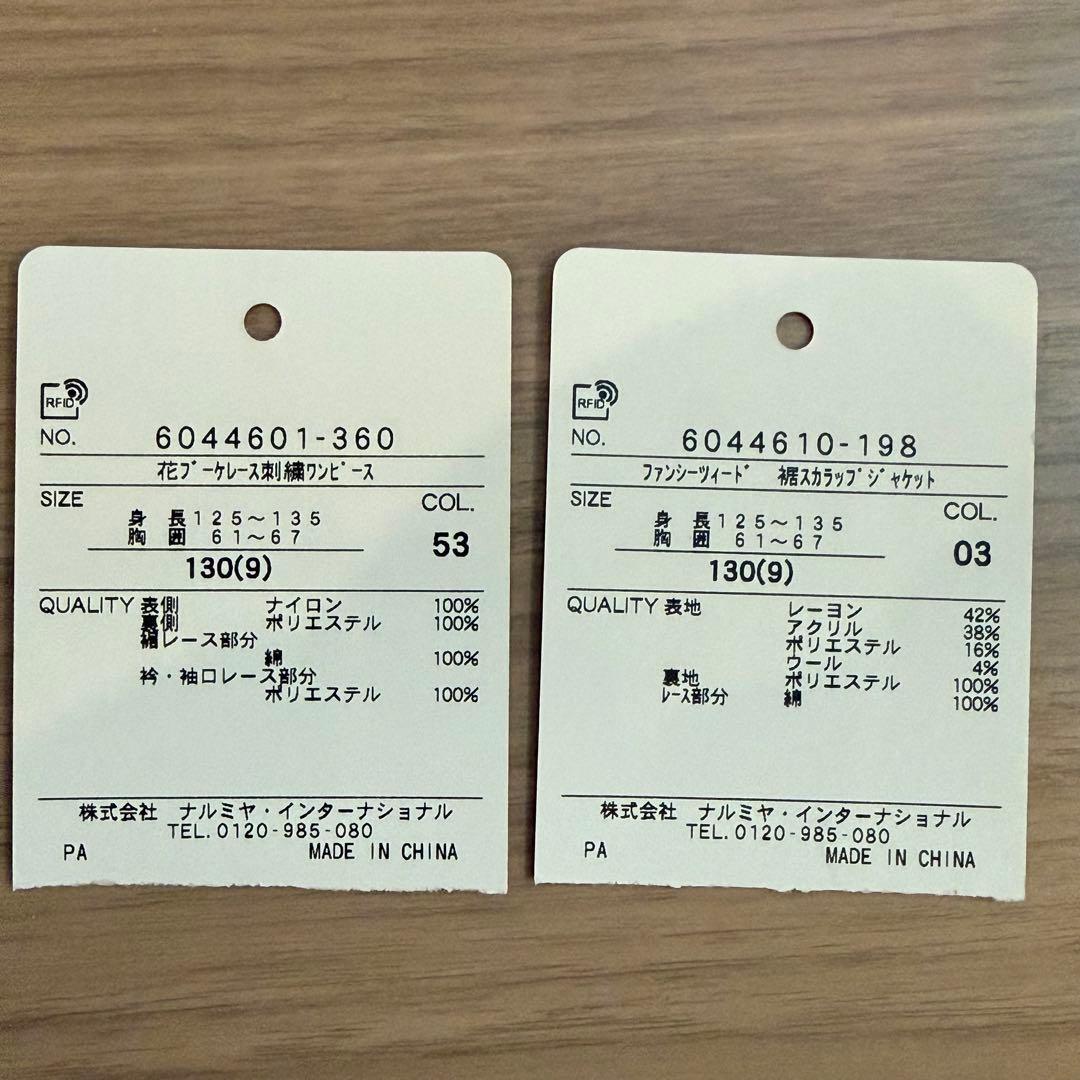 RFID
NO. 6044601-360
花ﾌﾞｰｹﾚｰｽ刺繍ﾜﾝﾋﾟｰｽ
SIZE COL.
身 長 125～135
胸 囲 61～67
53
130(9)
QUALITY 表側 ナイロン 100%
裏側 ポリエステル 100%
裾レース部分
綿 100%
衿・袖口レース部分
ポリエステル 100%
株式会社 ナルミヤ・インターナショナル
TEL.0120-985-080
PA MADE IN CHINA
RFID
NO. 6044610-198
ﾌｧﾝｼｰﾂｨｰﾄﾞ 裾ｽｶﾗｯﾌﾟｼﾞｬｹｯﾄ
SIZE COL.
身 長 125～135
胸 囲 61～67
03
130(9)
QUALITY 表地 レーヨン 42%
アクリル 38%
ポリエステル 16%
ウール 4%
裏地 ポリエステル 100%
ﾚｰｽ部分 綿 100%
株式会社 ナルミヤ・インターナショナル
TEL.0120-985-080
PA MADE IN CHINA